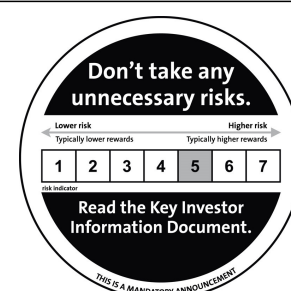 Don't take any
unnecessary risks.
Lower risk Higher risk
Typically lower rewards Typically higher rewards
1 2 3 4 5 6 7
risk indicator
Read the Key Investor
Information Document.
THIS IS A MANDATORY ANNOUNCEMENT